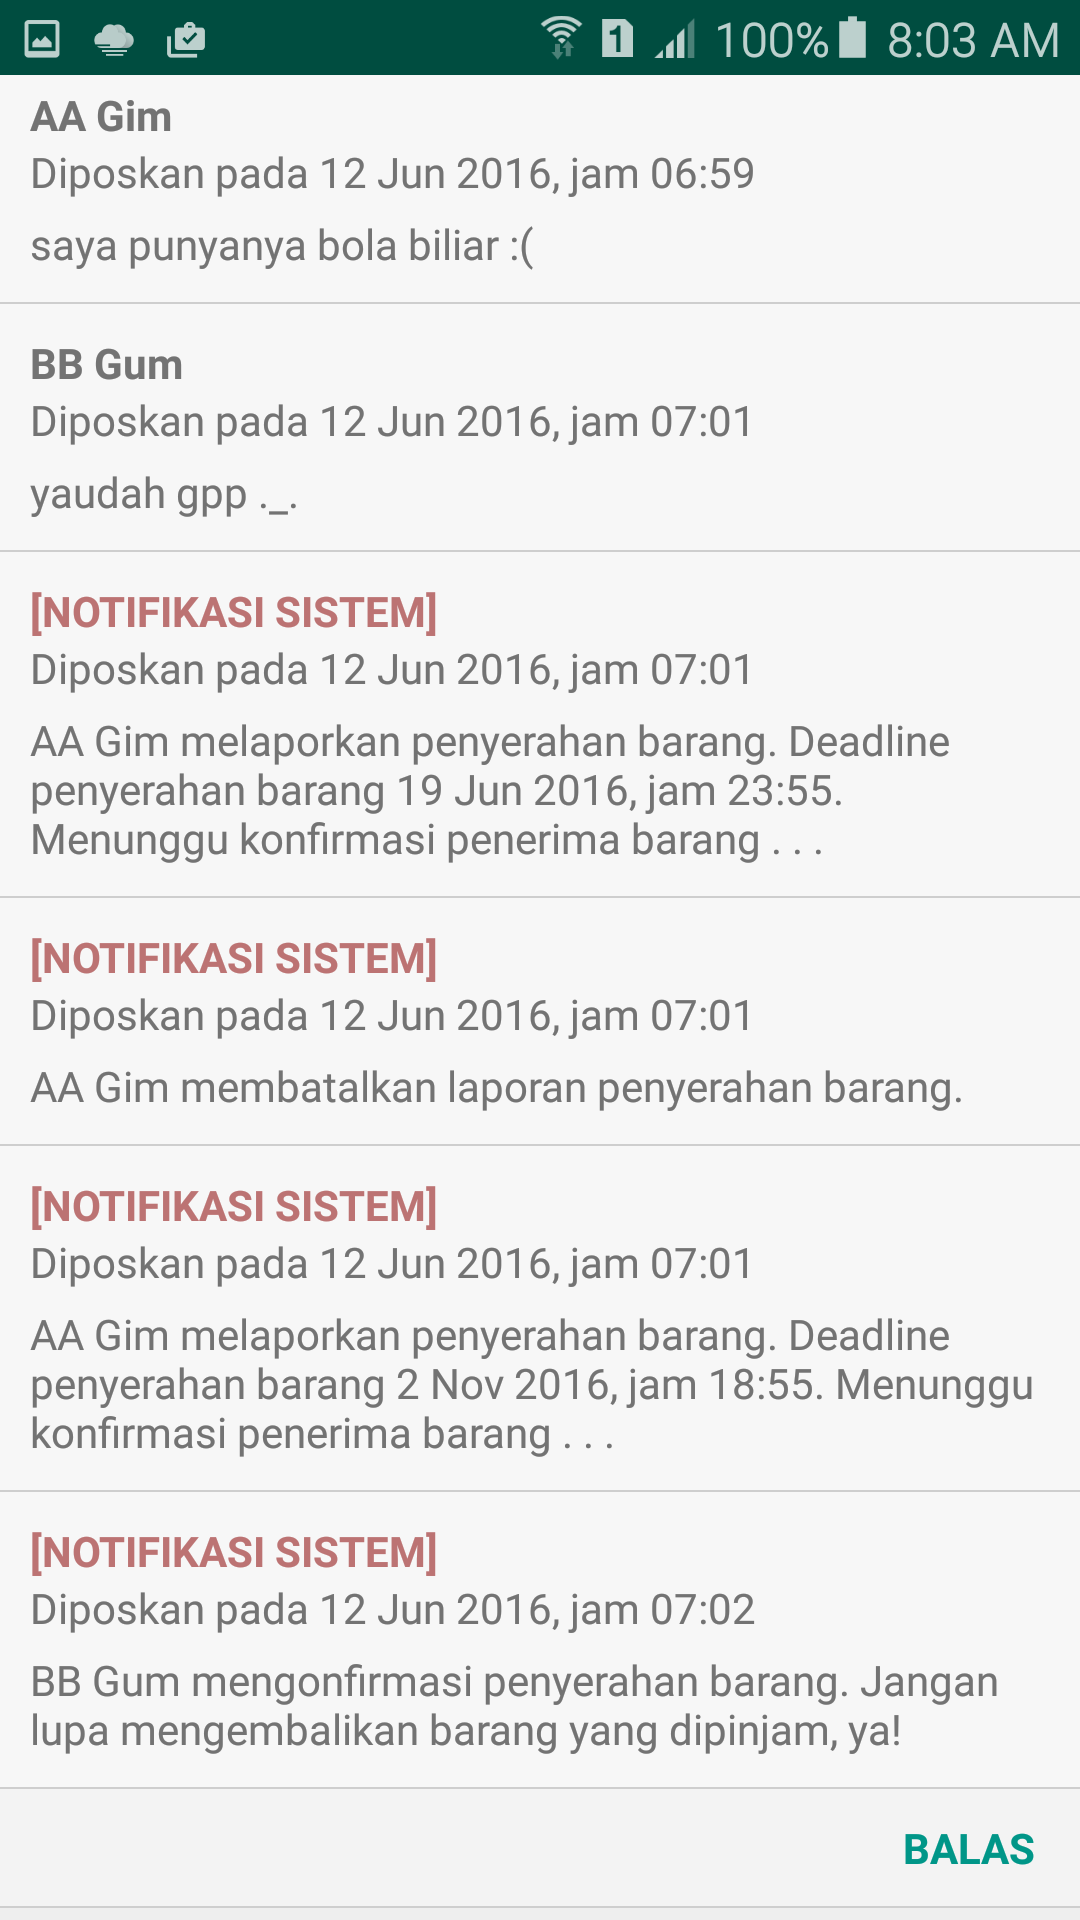 1 100% 8:03 AM
AA Gim
Diposkan pada 12 Jun 2016, jam 06:59
saya punyanya bola biliar :(
BB Gum
Diposkan pada 12 Jun 2016, jam 07:01
yaudah gpp ._.
[NOTIFIKASI SISTEM]
Diposkan pada 12 Jun 2016, jam 07:01
AA Gim melaporkan penyerahan barang. Deadline
penyerahan barang 19 Jun 2016, jam 23:55.
Menunggu konfirmasi penerima barang . . .
[NOTIFIKASI SISTEM]
Diposkan pada 12 Jun 2016, jam 07:01
AA Gim membatalkan laporan penyerahan barang.
[NOTIFIKASI SISTEM]
Diposkan pada 12 Jun 2016, jam 07:01
AA Gim melaporkan penyerahan barang. Deadline
penyerahan barang 2 Nov 2016, jam 18:55. Menunggu
konfirmasi penerima barang . . .
[NOTIFIKASI SISTEM]
Diposkan pada 12 Jun 2016, jam 07:02
BB Gum mengonfirmasi penyerahan barang. Jangan
lupa mengembalikan barang yang dipinjam, ya!
BALAS